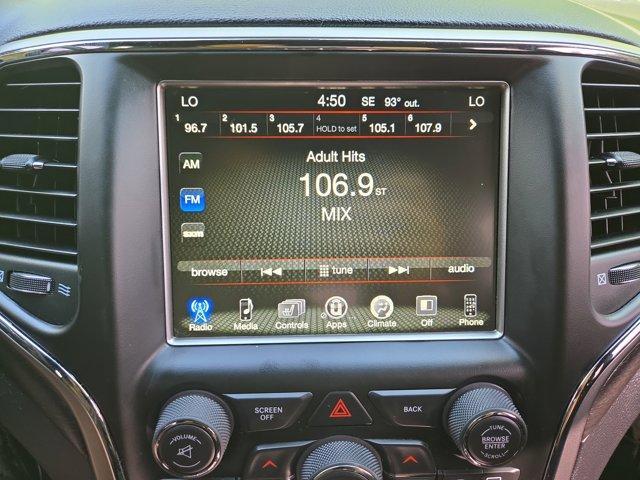 LO 4:50 SE 93° out. LO
1 96.7 2 101.5 3 105.7 4 HOLD to set 5 105.1 6 107.9
Adult Hits
AM
106.9 ST
FM
MIX
sxm
browse tune audio
Radio Media Controls Apps Climate Off Phone
SCREEN OFF BACK
VOLUME
TUNE
BROWSE
ENTER
SCROLL